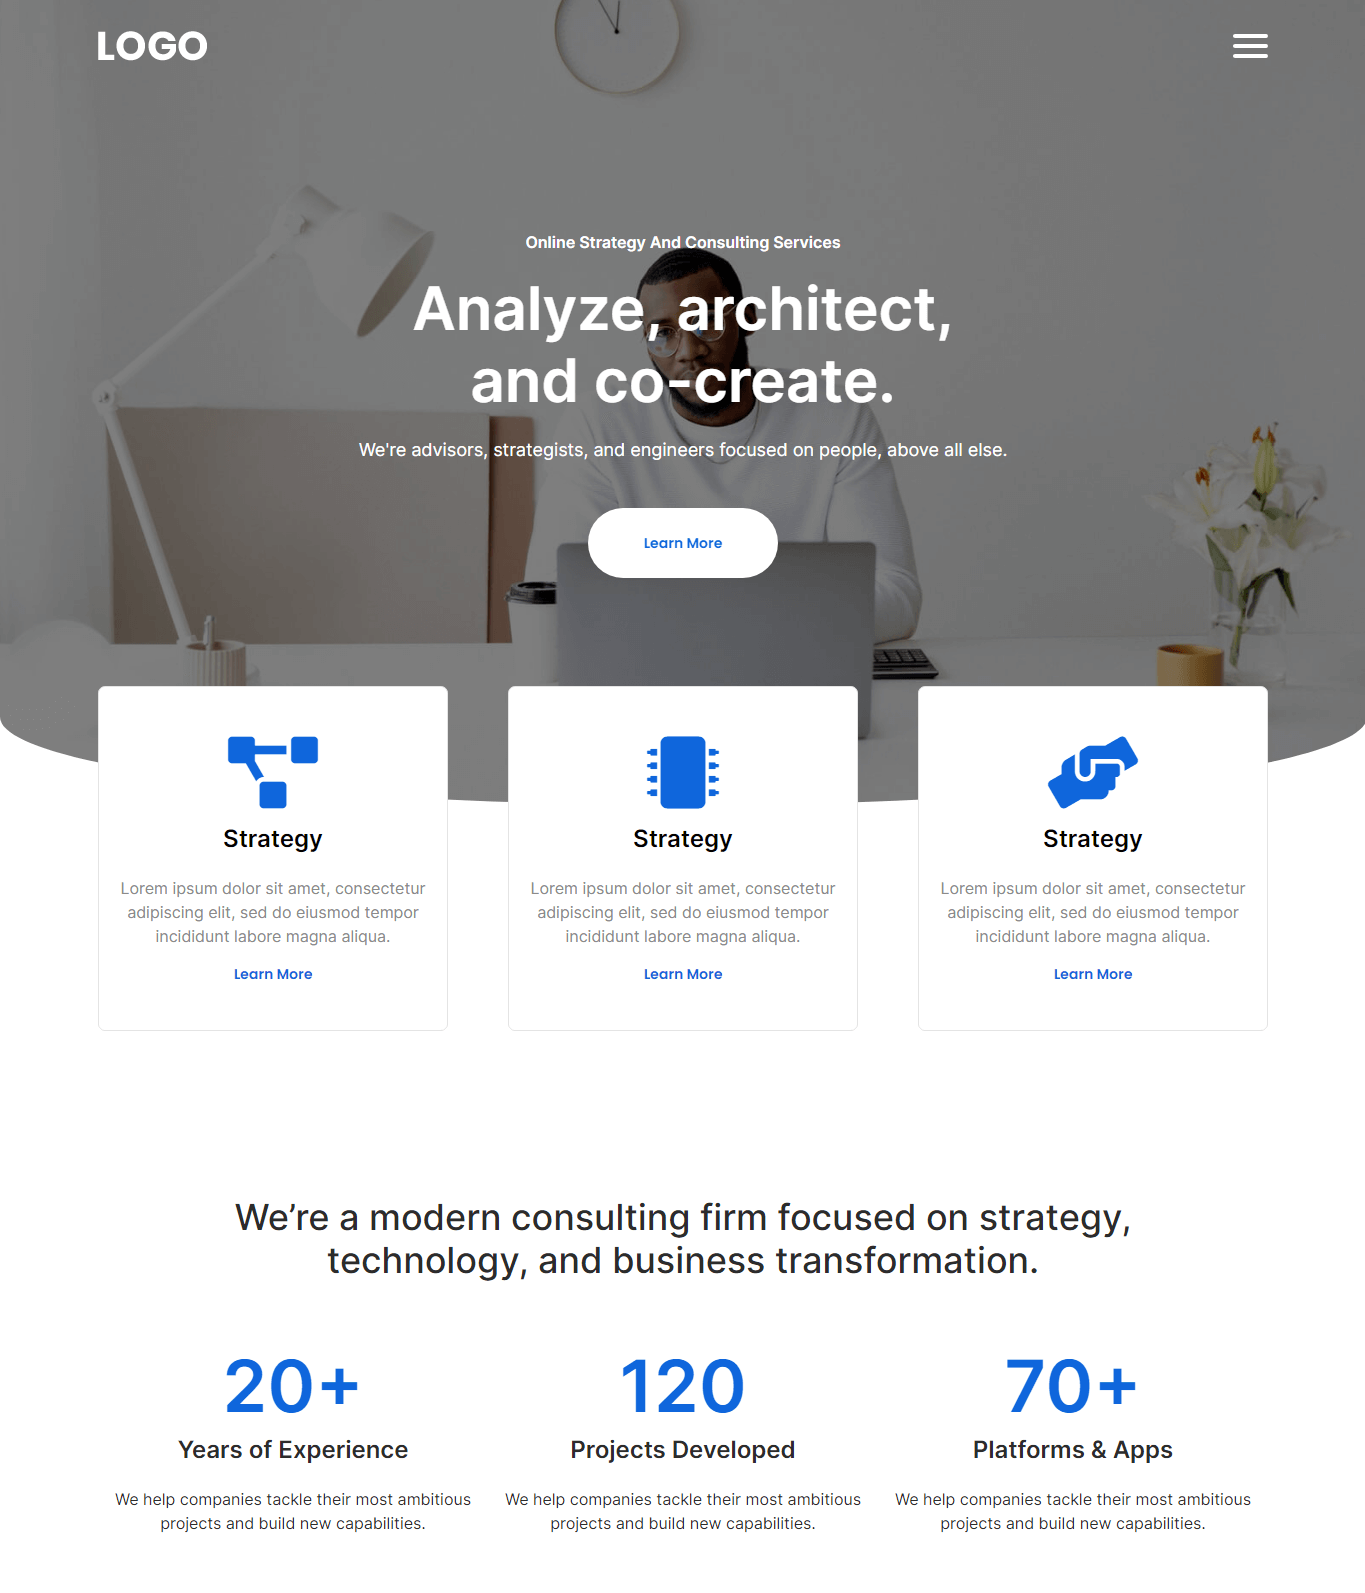 LOGO
Online Strategy And Consulting Services
Analyze, architect,
and co-create.
We're advisors, strategists, and engineers focused on people, above all else.
Learn More
Strategy
Lorem ipsum dolor sit amet, consectetur
adipiscing elit, sed do eiusmod tempor
incididunt labore magna aliqua.
Learn More
Strategy
Lorem ipsum dolor sit amet, consectetur
adipiscing elit, sed do eiusmod tempor
incididunt labore magna aliqua.
Learn More
Strategy
Lorem ipsum dolor sit amet, consectetur
adipiscing elit, sed do eiusmod tempor
incididunt labore magna aliqua.
Learn More
We’re a modern consulting firm focused on strategy,
technology, and business transformation.
20+
Years of Experience
We help companies tackle their most ambitious
projects and build new capabilities.
120
Projects Developed
We help companies tackle their most ambitious
projects and build new capabilities.
70+
Platforms & Apps
We help companies tackle their most ambitious
projects and build new capabilities.